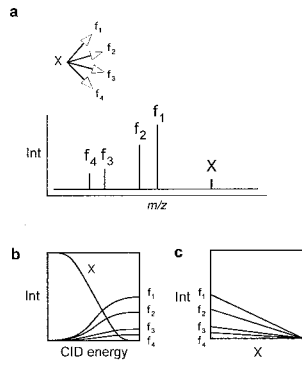 a
f1
X f2
f3
f4
f1
f2
f4 f3 X
Int
m/z
b c
X
Int f1
f2
f3
f4
CID energy
Int f1
f2
f3
f4
X